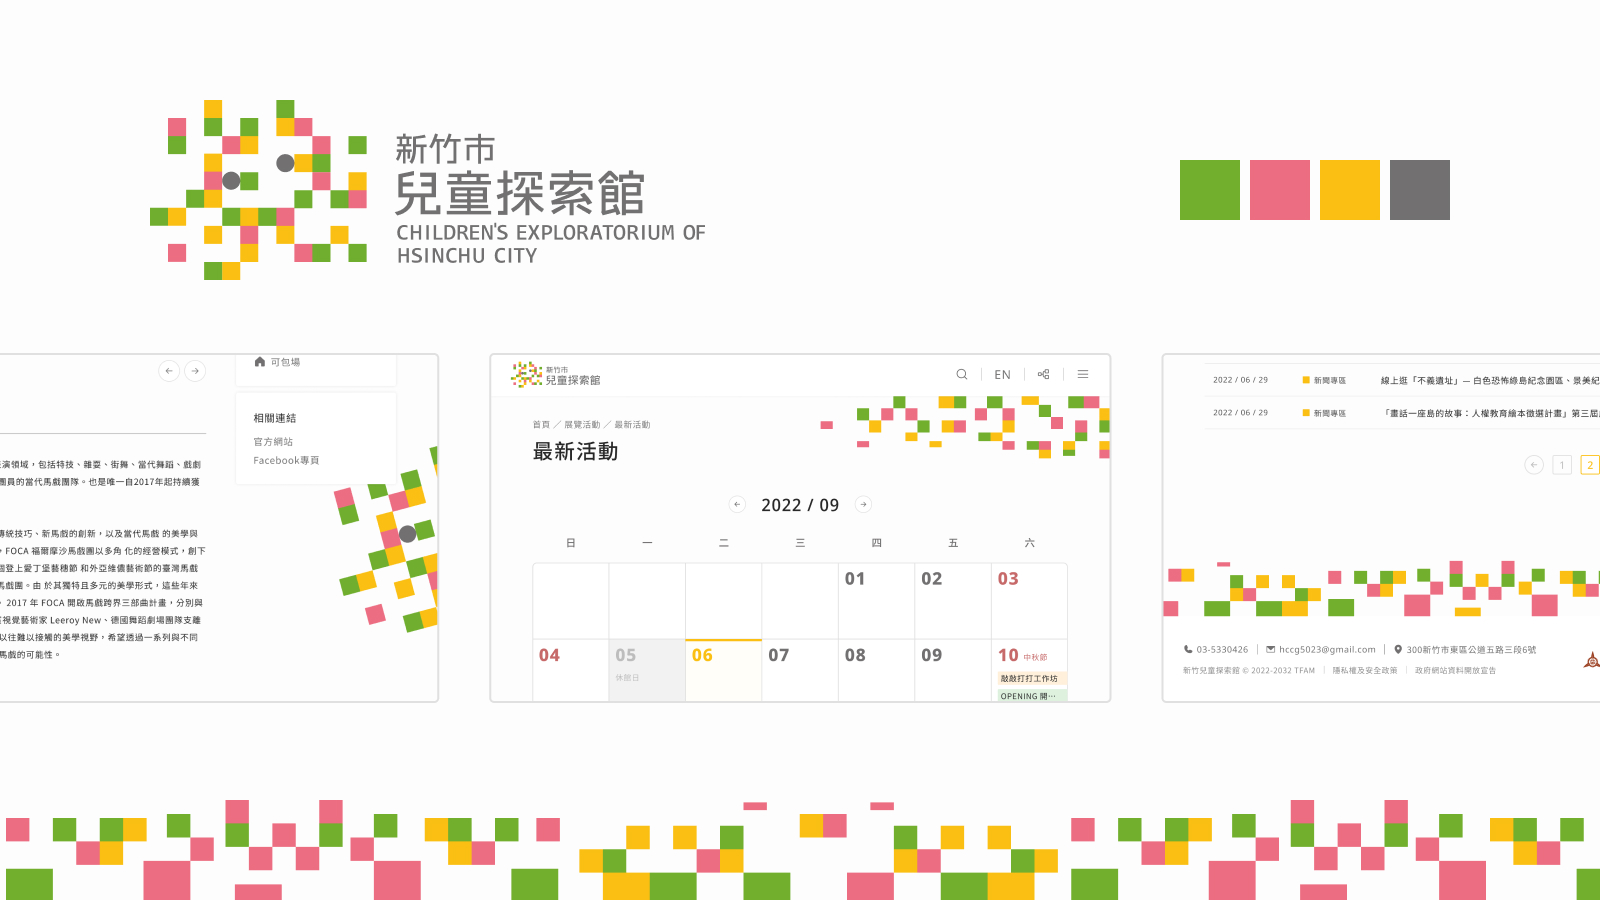 新竹市
兒童探索館
CHILDREN'S EXPLORATORIUM OF
HSINCHU CITY
可包場
相關連結
官方網站
Facebook專頁
演領域，包括特技、雜耍、街舞、當代舞蹈、戲劇
團員的當代馬戲團隊。也是唯一自2017年起持續獲
傳統技巧、新馬戲的創新，以及當代馬戲 的美學與
，FOCA 福爾摩沙馬戲團以多角 化的經營模式，創下
登上愛丁堡藝穗節 和外亞維儂藝術節的臺灣馬戲
馬戲團。由 於其獨特且多元的美學形式，這些年來
。2017 年 FOCA 開啟馬戲跨界三部曲計畫，分別與
視覺藝術家 Leeroy New、德國舞蹈劇場團隊支離
以往難以接觸的美學視野，希望透過一系列與不同
馬戲的可能性。
新竹市
兒童探索館
EN
首頁 ／ 展覽活動 ／ 最新活動
最新活動
2022 / 09
日 一 二 三 四 五 六
01 02 03
04 05 06 07 08 09 10 中秋節
休館日
敲敲打打工作坊
OPENING 開⋯
2022 / 06 / 29 新聞專區 線上逛「不義遺址」— 白色恐怖綠島紀念園區、景美紀
2022 / 06 / 29 新聞專區 「畫話一座島的故事：人權教育繪本徵選計畫」第三屆
1 2
03-5330426 hccg5023@gmail.com 300新竹市東區公道五路三段6號
新竹兒童探索館 © 2022-2032 TFAM 隱私權及安全政策 政府網站資料開放宣告